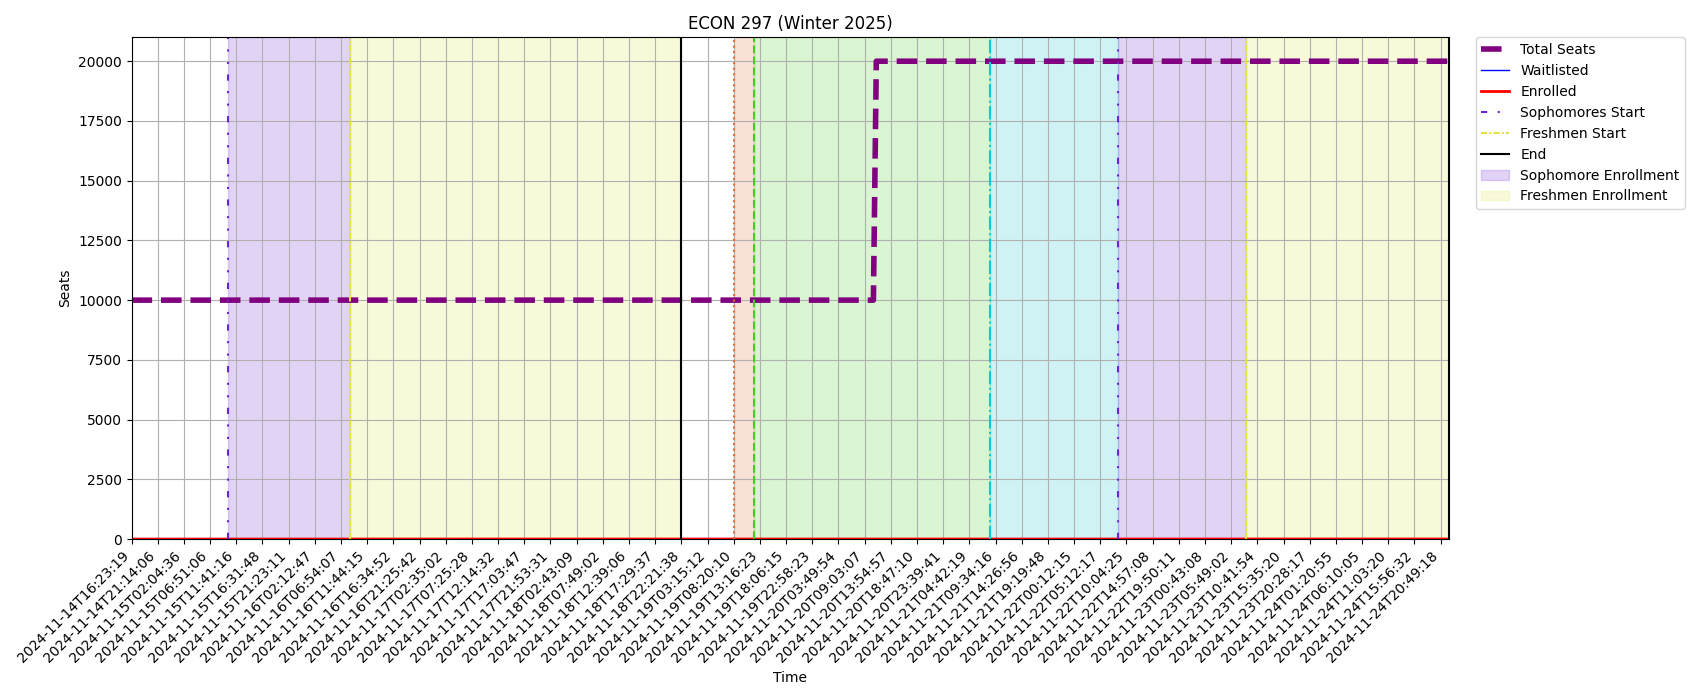 ECON 297 (Winter 2025)
20000
17500
15000
12500
10000
7500
5000
2500
0
Seats
2024-11-14T16:23:19
2024-11-14T21:14:06
2024-11-15T02:04:36
2024-11-15T06:51:06
2024-11-15T11:41:16
2024-11-15T16:31:48
2024-11-15T21:23:11
2024-11-16T02:12:47
2024-11-16T06:54:07
2024-11-16T11:44:15
2024-11-16T16:34:52
2024-11-16T21:25:42
2024-11-17T02:35:02
2024-11-17T07:25:28
2024-11-17T12:14:32
2024-11-17T17:03:47
2024-11-17T21:53:31
2024-11-18T02:43:09
2024-11-18T07:49:02
2024-11-18T12:39:06
2024-11-18T17:29:37
2024-11-18T22:21:38
2024-11-19T03:15:12
2024-11-19T08:20:10
2024-11-19T13:16:23
2024-11-19T18:06:15
2024-11-19T22:58:23
2024-11-20T03:49:54
2024-11-20T09:03:07
2024-11-20T13:54:57
2024-11-20T18:47:10
2024-11-20T23:39:41
2024-11-21T04:42:19
2024-11-21T09:34:16
2024-11-21T14:26:56
2024-11-21T19:19:48
2024-11-22T00:12:15
2024-11-22T05:12:17
2024-11-22T10:04:25
2024-11-22T14:57:08
2024-11-22T19:50:11
2024-11-23T00:43:08
2024-11-23T05:49:02
2024-11-23T10:41:54
2024-11-23T15:35:20
2024-11-23T20:28:17
2024-11-24T01:20:55
2024-11-24T06:10:05
2024-11-24T11:03:20
2024-11-24T15:56:32
2024-11-24T20:49:18
Time
Total Seats
Waitlisted
Enrolled
Sophomores Start
Freshmen Start
End
Sophomore Enrollment
Freshmen Enrollment